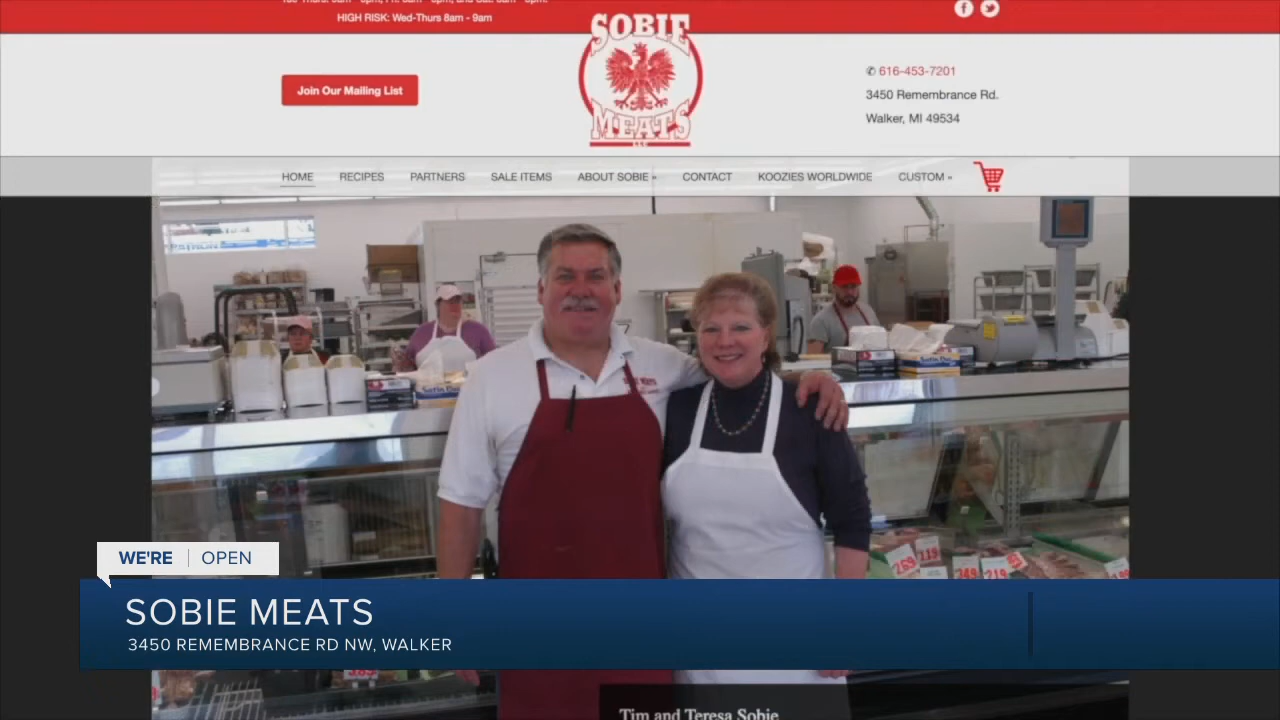 HIGH RISK: Wed-Thurs 8am - 9am
SOBIE
MEATS
LLC
Join Our Mailing List
✆ 616-453-7201
3450 Remembrance Rd.
Walker, MI 49534
HOME RECIPES PARTNERS SALE ITEMS ABOUT SOBIE » CONTACT KOOZIES WORLDWIDE CUSTOM »
WE'RE | OPEN
SOBIE MEATS
3450 REMEMBRANCE RD NW, WALKER
Tim and Teresa Sobie